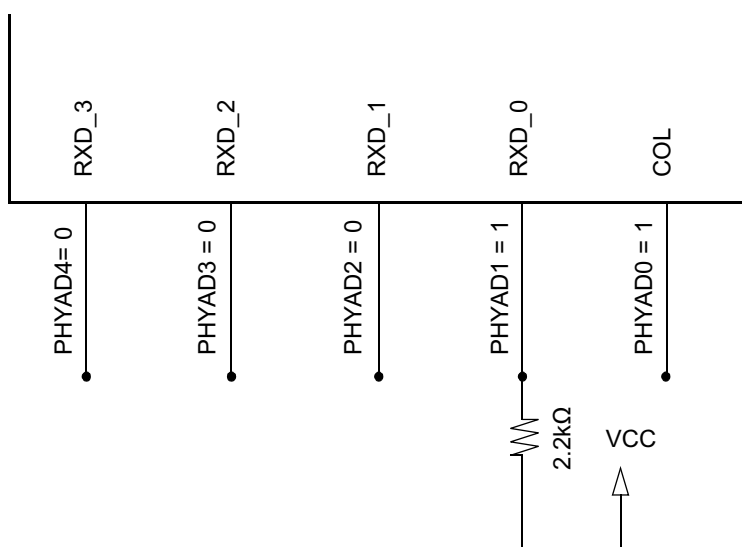 RXD_3
RXD_2
RXD_1
RXD_0
COL
PHYAD4= 0
PHYAD3 = 0
PHYAD2 = 0
PHYAD1 = 1
PHYAD0 = 1
2.2kΩ
VCC